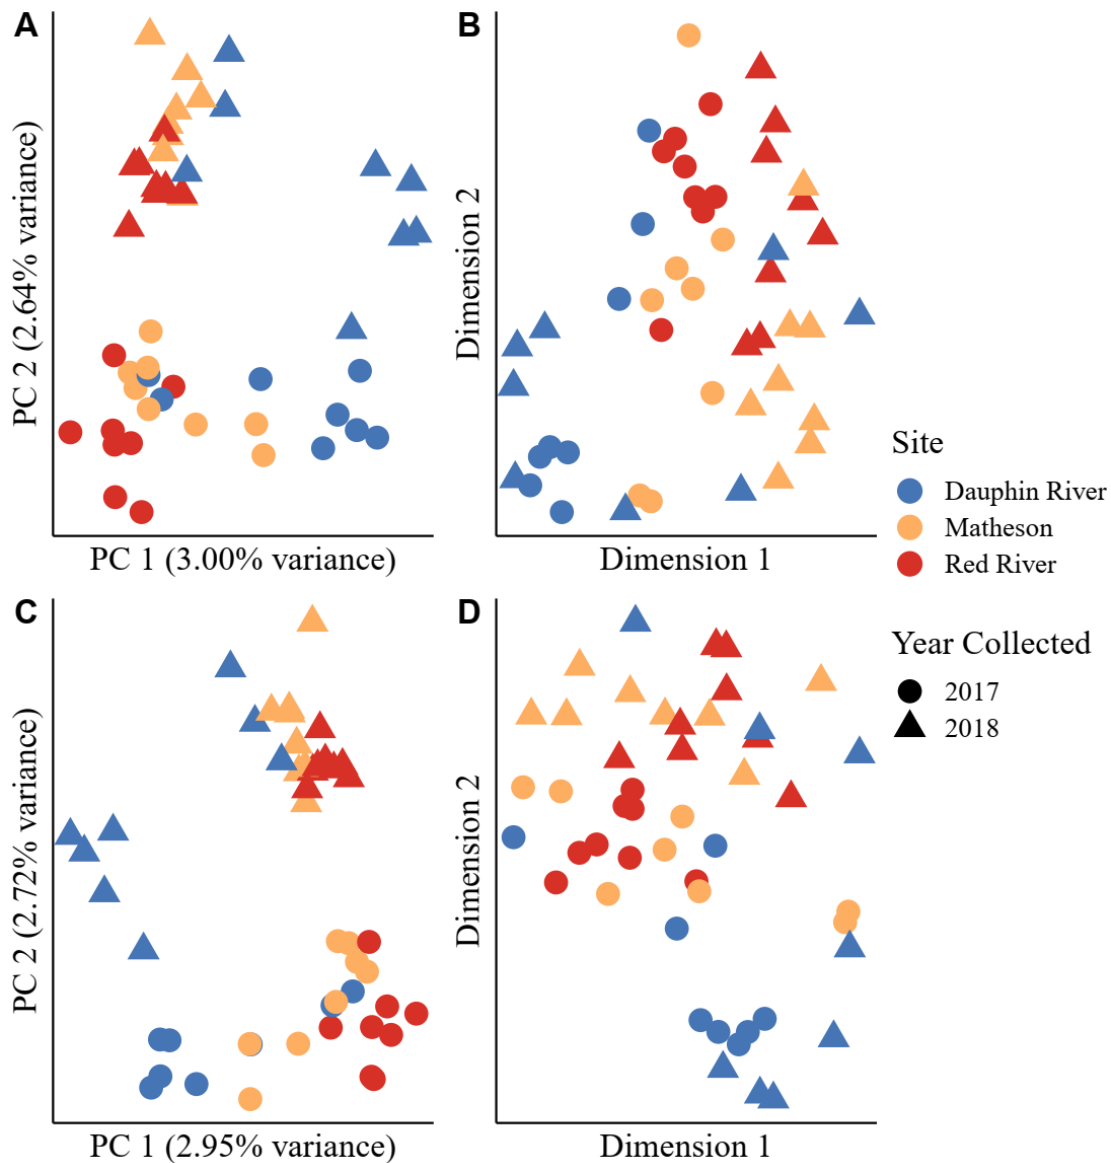 A
PC 2 (2.64% variance)
PC 1 (3.00% variance)
B
Dimension 2
Dimension 1
Site
Dauphin River
Matheson
Red River
Year Collected
2017
2018
C
PC 2 (2.72% variance)
PC 1 (2.95% variance)
D
Dimension 2
Dimension 1